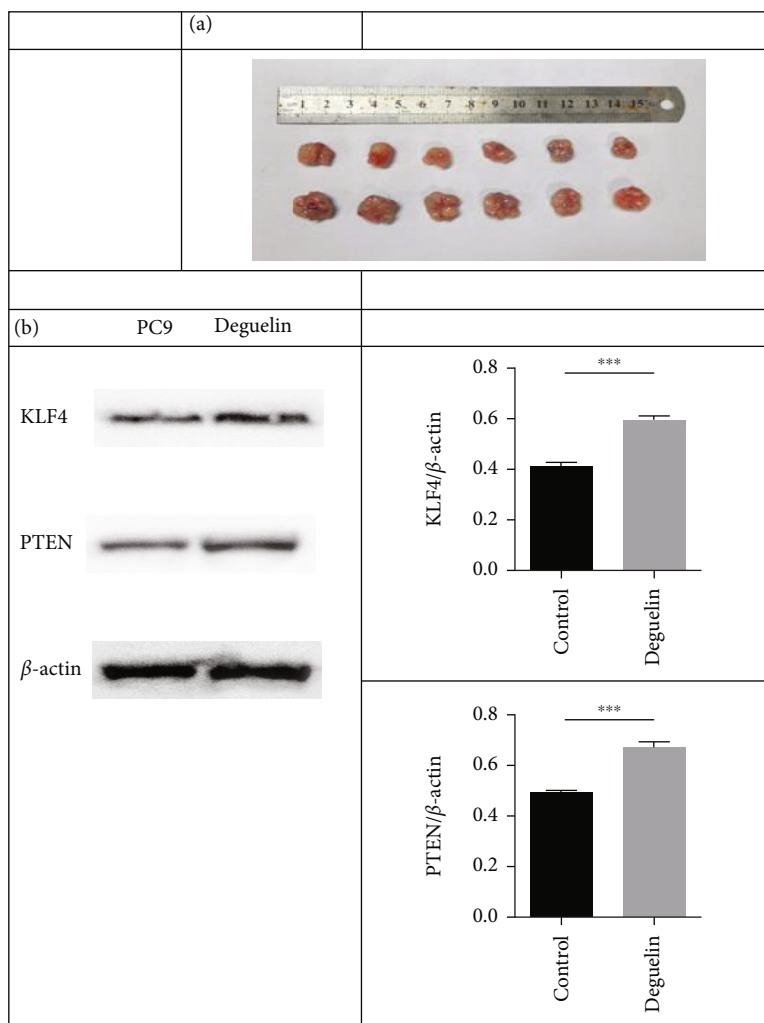 (a)
1 2 3 4 5 6 7 8 9 10 11 12 13 14 15
(b) PC9 Deguelin
KLF4
PTEN
β-actin
***
0.8
0.6
0.4
0.2
0.0
KLF4/β-actin
Control
Deguelin
***
0.8
0.6
0.4
0.2
0.0
PTEN/β-actin
Control
Deguelin